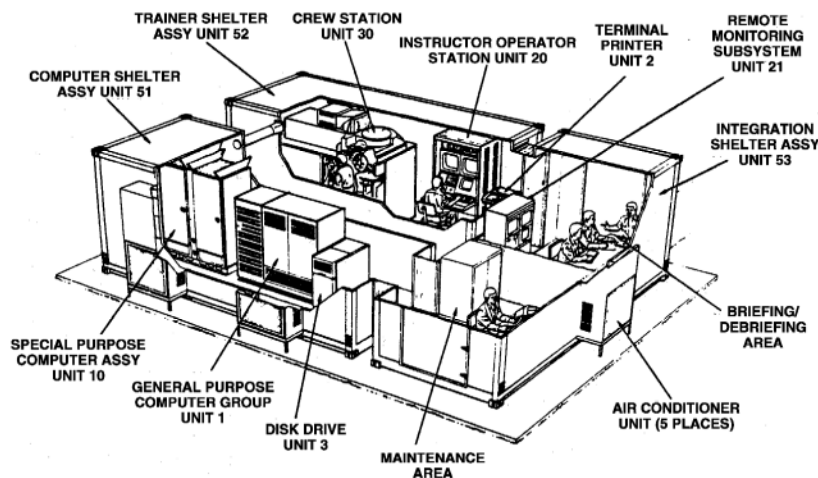 TRAINER SHELTER
ASSY UNIT 52
CREW STATION
UNIT 30
INSTRUCTOR OPERATOR
STATION UNIT 20
TERMINAL
PRINTER
UNIT 2
REMOTE
MONITORING
SUBSYSTEM
UNIT 21
COMPUTER SHELTER
ASSY UNIT 51
INTEGRATION
SHELTER ASSY
UNIT 53
SPECIAL PURPOSE
COMPUTER ASSY
UNIT 10
GENERAL PURPOSE
COMPUTER GROUP
UNIT 1
DISK DRIVE
UNIT 3
MAINTENANCE
AREA
AIR CONDITIONER
UNIT (5 PLACES)
BRIEFING/
DEBRIEFING
AREA